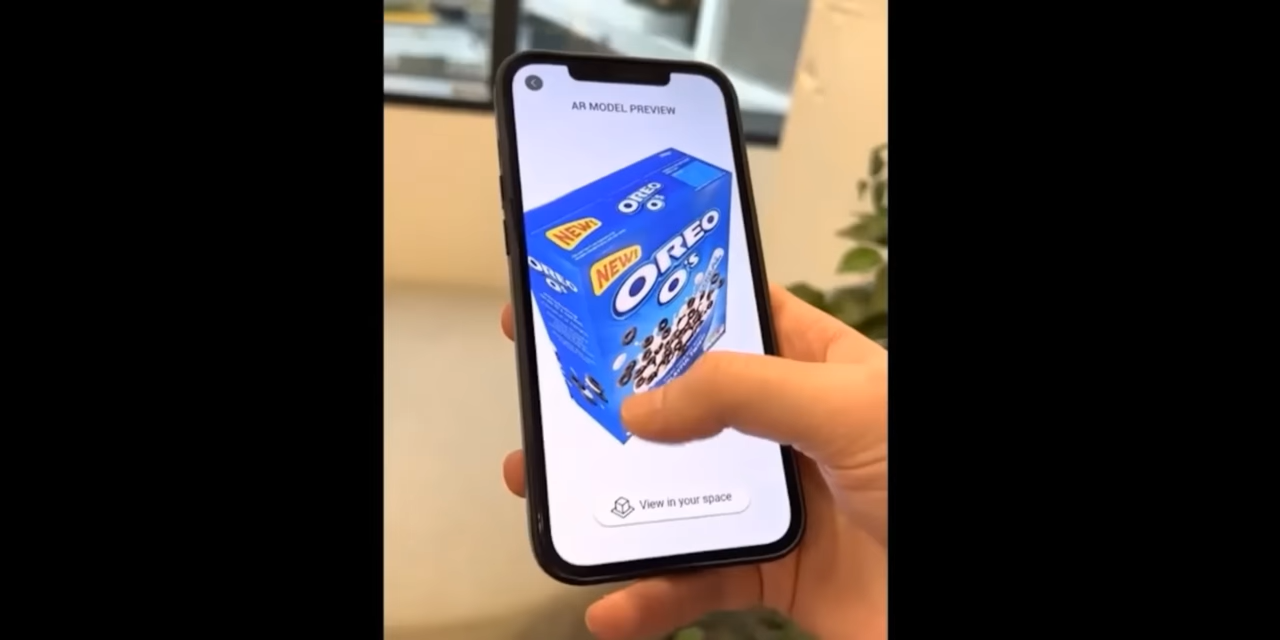 AR MODEL PREVIEW
OREO
O's
NEW!
NEW!
OREO
O's
OREO
O's
View in your space